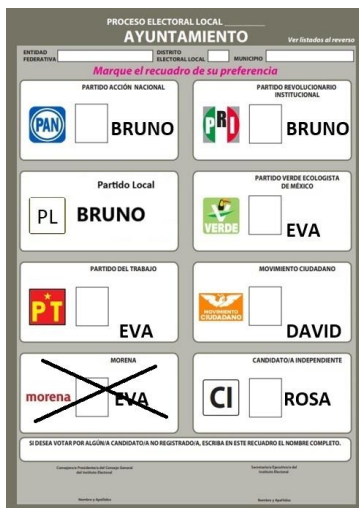 PROCESO ELECTORAL LOCAL __________
AYUNTAMIENTO
Ver listados al reverso
ENTIDAD FEDERATIVA
DISTRITO ELECTORAL LOCAL
MUNICIPIO
Marque el recuadro de su preferencia
PARTIDO ACCIÓN NACIONAL
PAN
BRUNO
PARTIDO REVOLUCIONARIO
INSTITUCIONAL
PRI
BRUNO
Partido Local
PL
BRUNO
PARTIDO VERDE ECOLOGISTA
DE MÉXICO
VERDE
EVA
PARTIDO DEL TRABAJO
PT
EVA
MOVIMIENTO CIUDADANO
MOVIMIENTO
CIUDADANO
DAVID
MORENA
morena
EVA
CANDIDATO/A INDEPENDIENTE
CI
ROSA
SI DESEA VOTAR POR ALGÚN/A CANDIDATO/A NO REGISTRADO/A, ESCRIBA EN ESTE RECUADRO EL NOMBRE COMPLETO.
Nombre y Apellidos
Nombre y Apellidos